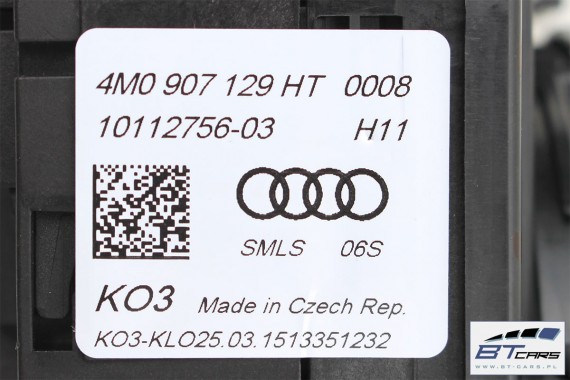 4M0 907 129 HT 0008
10112756-03 H11
SMLS 06S
KO3 Made in Czech Rep.
KO3-KLO25.03.1513351232
BTCARS
WWW.BT-CARS.PL